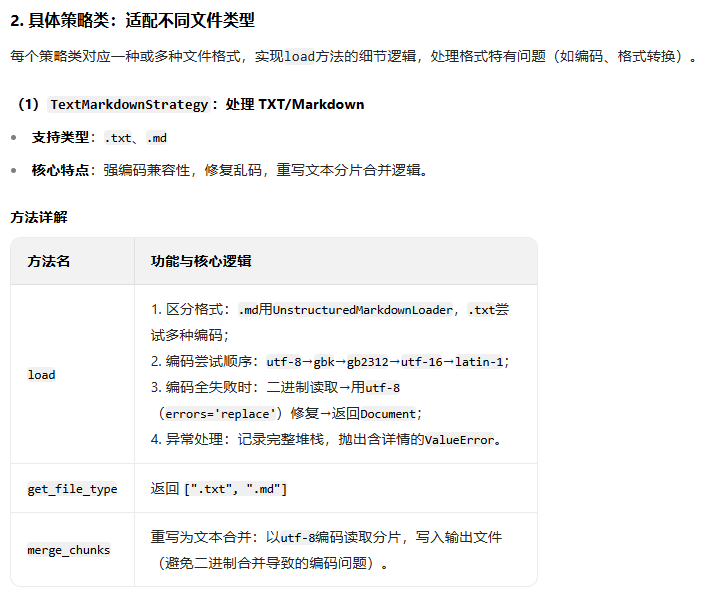 2. 具体策略类：适配不同文件类型
每个策略类对应一种或多种文件格式，实现load方法的细节逻辑，处理格式特有问题（如编码、格式转换）。
（1）TextMarkdownStrategy：处理 TXT/Markdown
• 支持类型：.txt、.md
• 核心特点：强编码兼容性，修复乱码，重写文本分片合并逻辑。
方法详解
方法名 功能与核心逻辑
load
1. 区分格式：.md用UnstructuredMarkdownLoader，.txt尝
试多种编码；
2. 编码尝试顺序：utf-8→gbk→gb2312→utf-16→latin-1；
3. 编码全失败时：二进制读取→用utf-8
（errors='replace'）修复→返回Document；
4. 异常处理：记录完整堆栈，抛出含详情的ValueError。
get_file_type 返回 [".txt", ".md"]
merge_chunks
重写为文本合并：以utf-8编码读取分片，写入输出文件
（避免二进制合并导致的编码问题）。